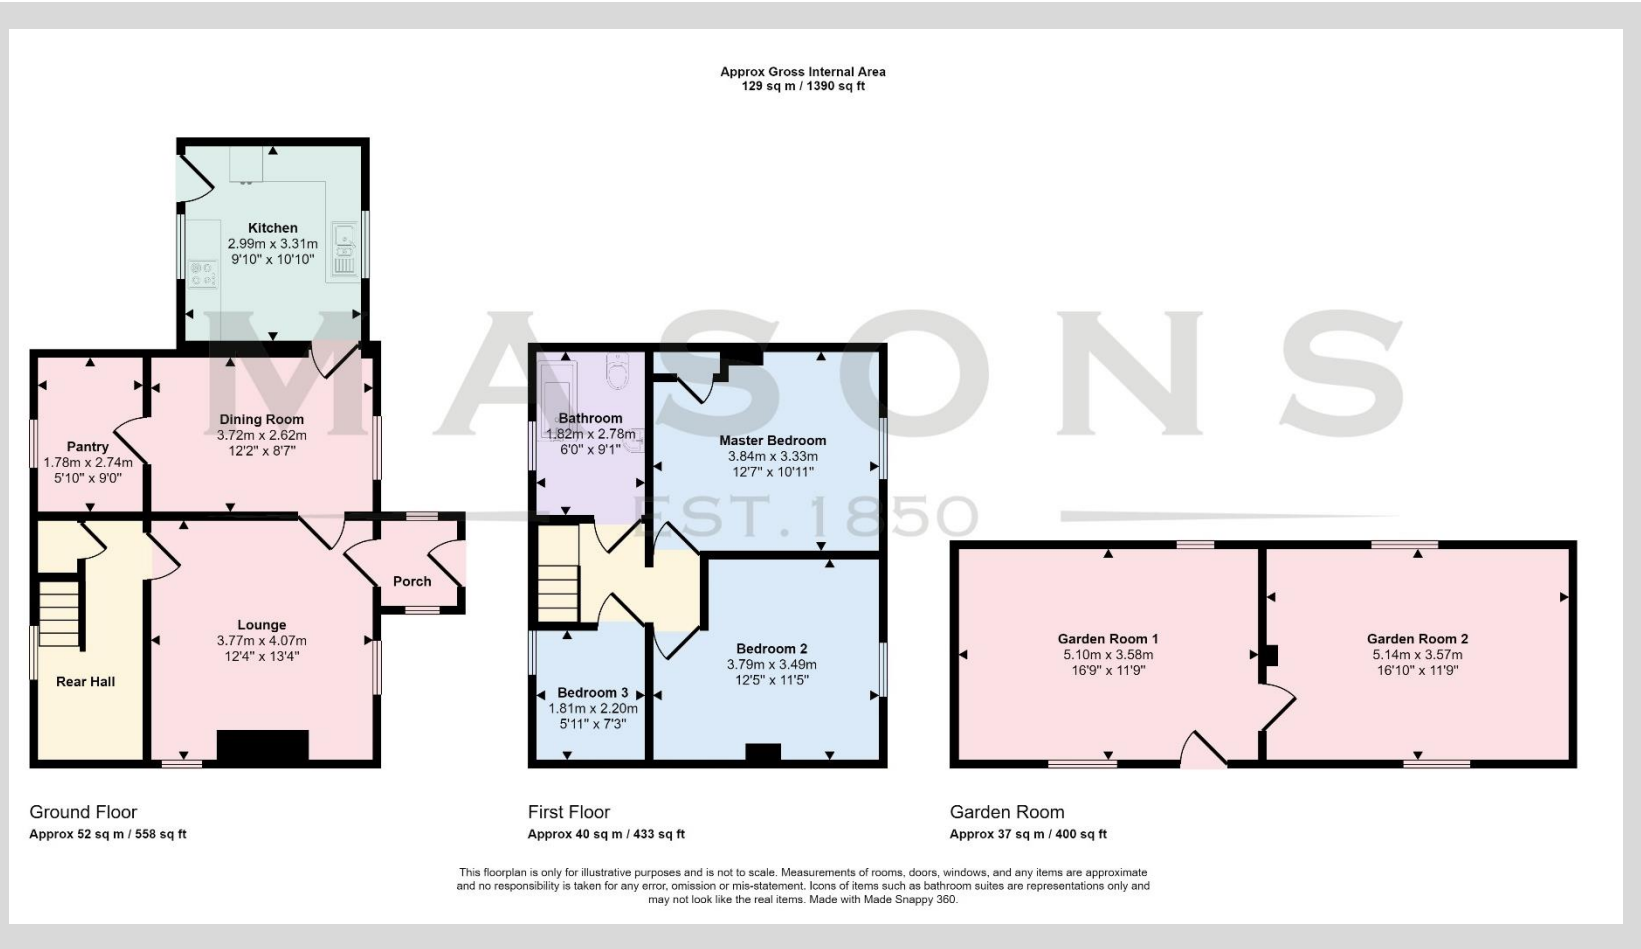 Approx Gross Internal Area
129 sq m / 1390 sq ft
Kitchen
2.99m x 3.31m
9'10" x 10'10"
MASONS
EST.1850
Dining Room
3.72m x 2.62m
12'2" x 8'7"
Pantry
1.78m x 2.74m
5'10" x 9'0"
Porch
Lounge
3.77m x 4.07m
12'4" x 13'4"
Rear Hall
Bathroom
1.82m x 2.78m
6'0" x 9'1"
Master Bedroom
3.84m x 3.33m
12'7" x 10'11"
Bedroom 2
3.79m x 3.49m
12'5" x 11'5"
Bedroom 3
1.81m x 2.20m
5'11" x 7'3"
Garden Room 1
5.10m x 3.58m
16'9" x 11'9"
Garden Room 2
5.14m x 3.57m
16'10" x 11'9"
Ground Floor
Approx 52 sq m / 558 sq ft
First Floor
Approx 40 sq m / 433 sq ft
Garden Room
Approx 37 sq m / 400 sq ft
This floorplan is only for illustrative purposes and is not to scale. Measurements of rooms, doors, windows, and any items are approximate
and no responsibility is taken for any error, omission or mis-statement. Icons of items such as bathroom suites are representations only and
may not look like the real items. Made with Made Snappy 360.